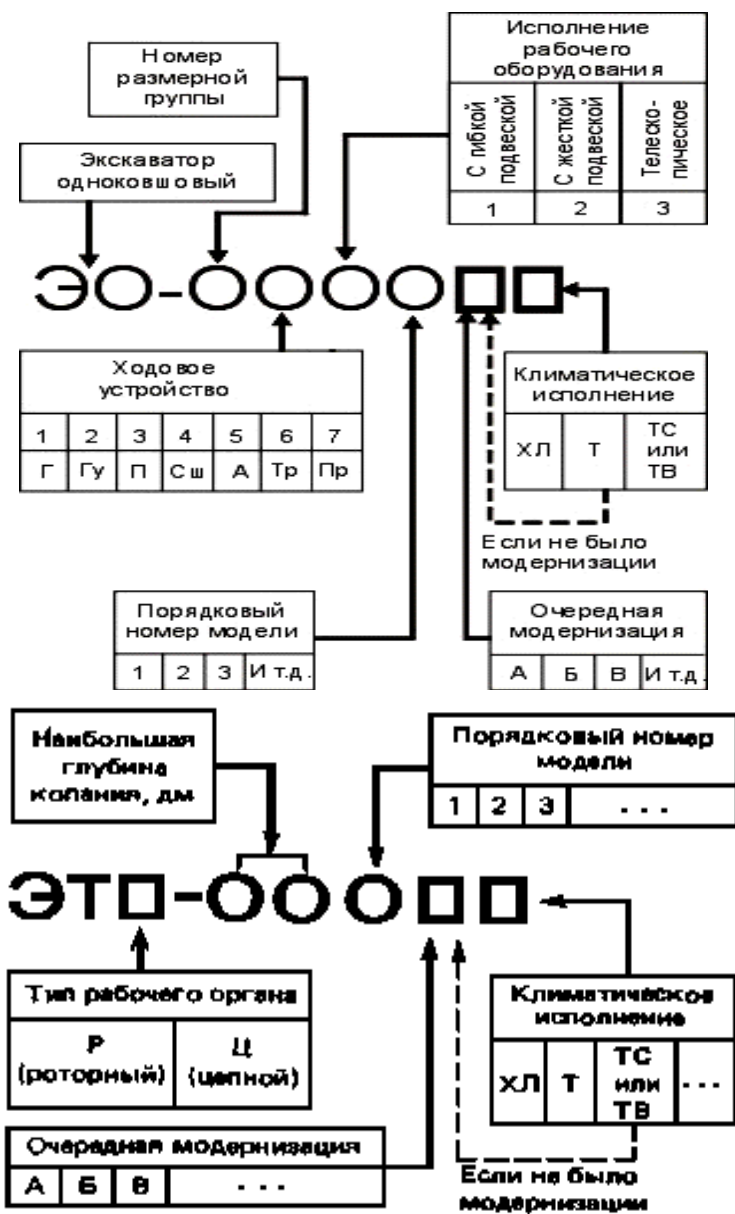 Номер
размерной
группы
Исполнение
рабочего
оборудования
С гибкой
подвеской
С жесткой
подвеской
Телеско-
пическое
1 2 3
Экскаватор
одноковшовый
ЭО-ОООО□□
Ходовое
устройство
1 2 3 4 5 6 7
Г Гу П Сш А Тр Пр
Климатическое
исполнение
ХЛ Т ТС
или
ТВ
Если не было
модернизации
Порядковый
номер модели
1 2 3 И т.д.
Очередная
модернизация
А Б В И т.д.
Наибольшая
глубина
копания, дм
Порядковый номер
модели
1 2 3 . . .
ЭТ□-ООО□□
Тип рабочего органа
Р
(роторный)
Ц
(цепной)
Климатическое
исполнение
ХЛ Т ТС
или
ТВ
. . .
Очередная модернизация
А Б В . . .
Если не было
модернизации